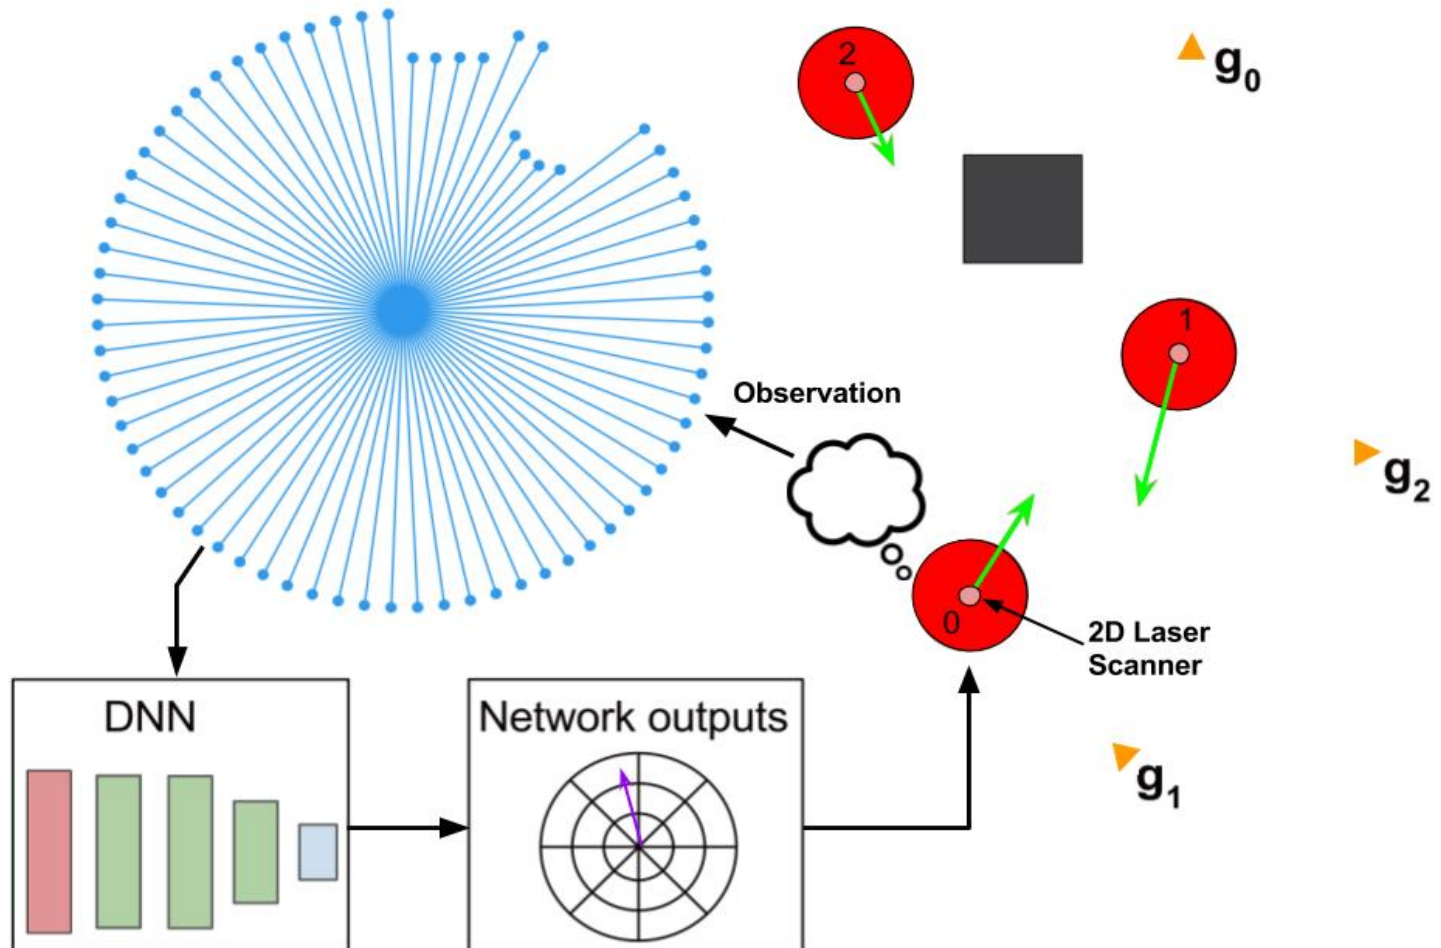 2
g0
1
Observation
g2
0
2D Laser
Scanner
DNN
Network outputs
g1